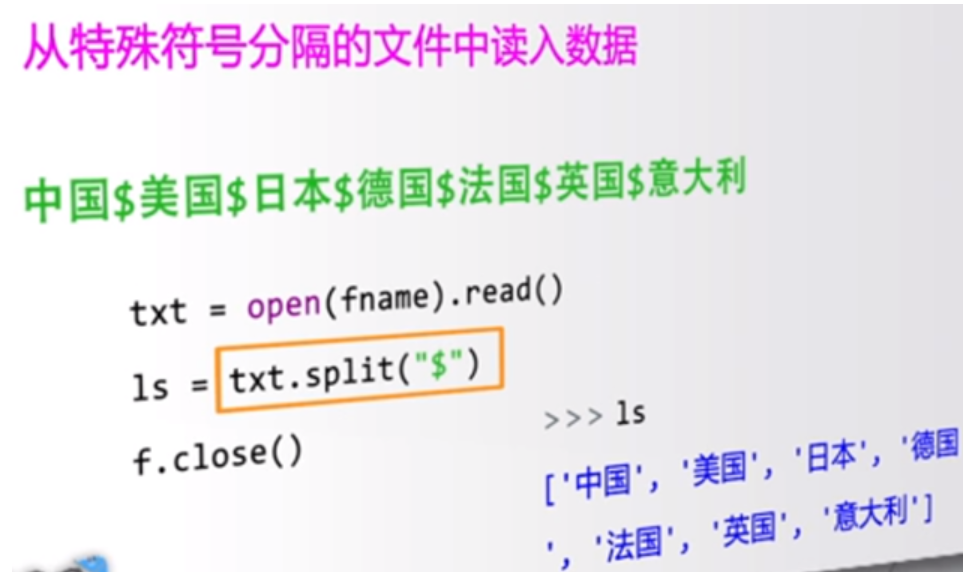 从特殊符号分隔的文件中读入数据
中国$美国$日本$德国$法国$英国$意大利
txt = open(fname).read()
ls = txt.split("$")
f.close()
>>> ls
['中国', '美国', '日本', '德国
', '法国', '英国', '意大利']